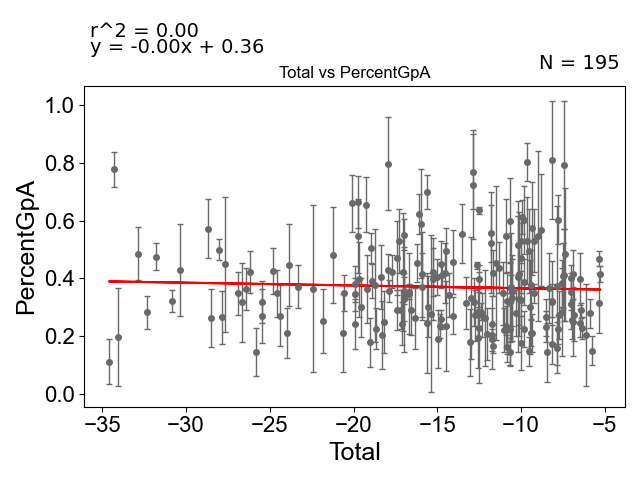 r^2 = 0.00
y = -0.00x + 0.36
N = 195
Total vs PercentGpA
PercentGpA
1.0
0.8
0.6
0.4
0.2
0.0
−35
−30
−25
−20
−15
−10
−5
Total